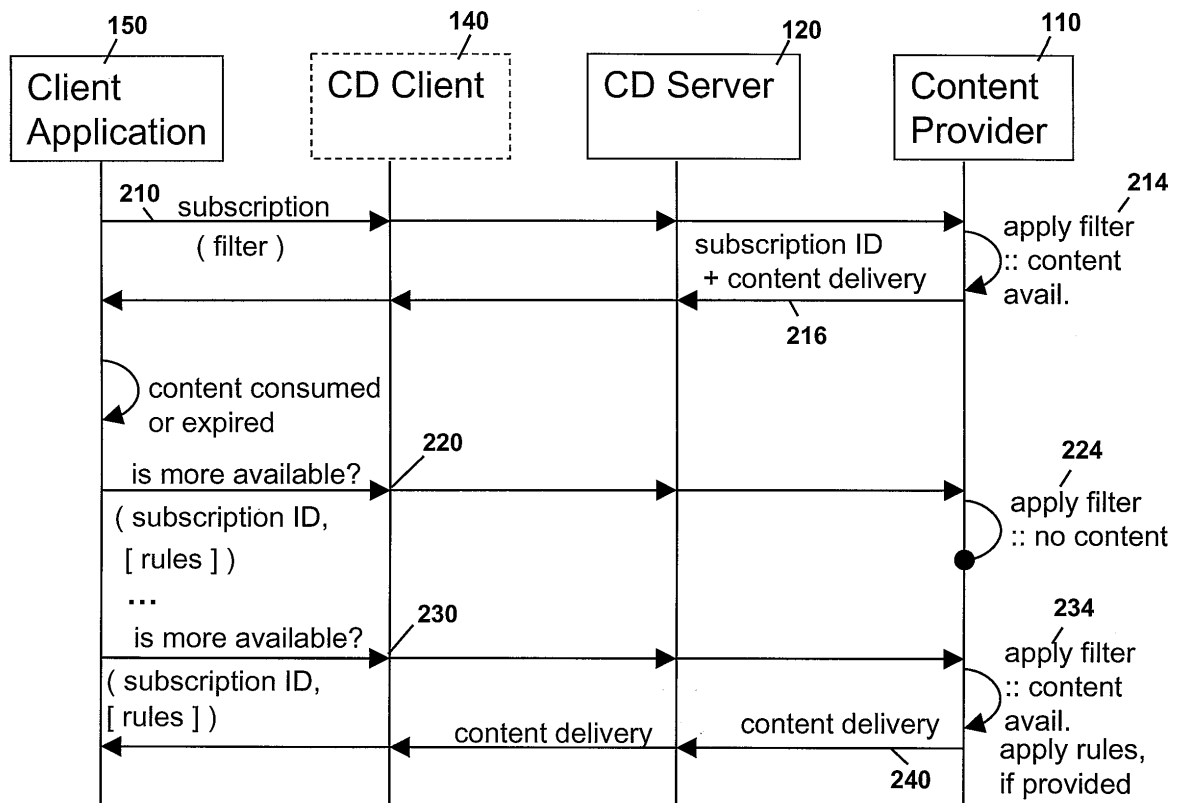 150
140
120
110
Client
Application
CD Client
CD Server
Content
Provider
210
subscription
( filter )
214
apply filter
:: content
avail.
subscription ID
+ content delivery
216
content consumed
or expired
220
is more available?
( subscription ID,
[ rules ] )
...
224
apply filter
:: no content
230
is more available?
( subscription ID,
[ rules ] )
234
apply filter
:: content
avail.
apply rules,
if provided
content delivery
content delivery
240